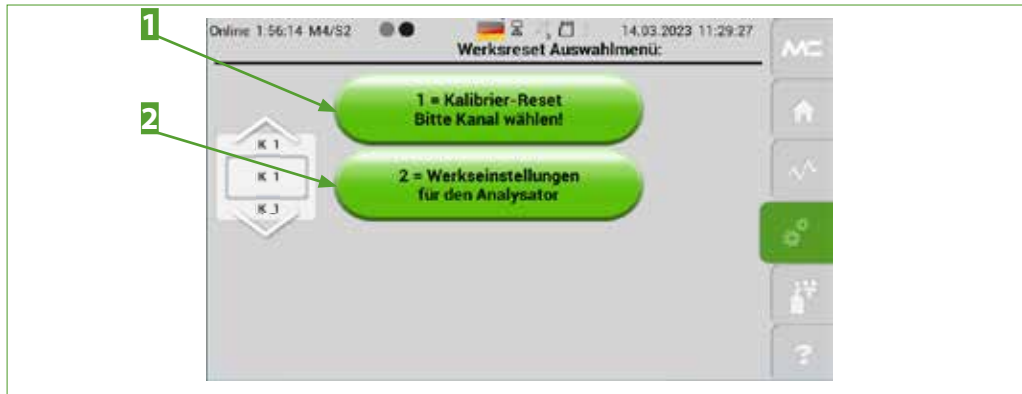 1
2
Online 1:56:14 M4/S2
14.03.2023 11:29:27
Werksreset Auswahlmenü:
MC
1 = Kalibrier-Reset
Bitte Kanal wählen!
K 1
K 1
2 = Werkseinstellungen
für den Analysator
?